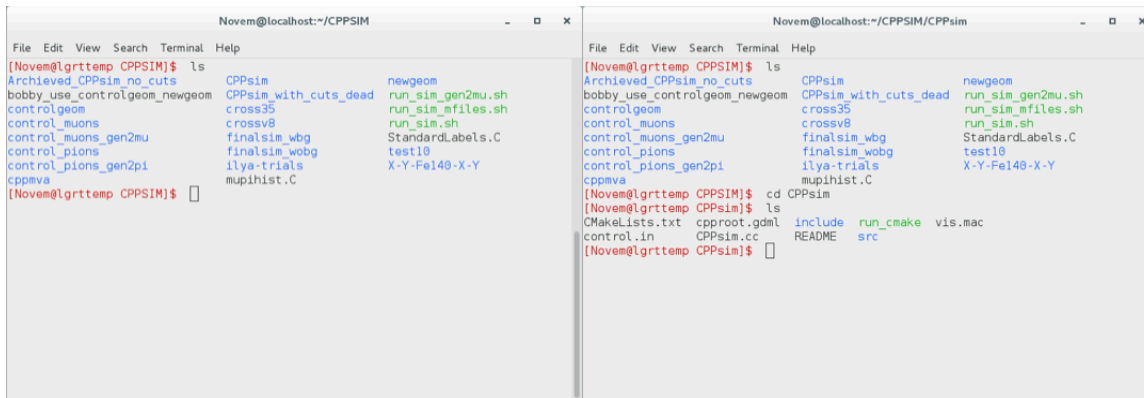 Novem@localhost:~/CPPSIM
File Edit View Search Terminal Help
[Novem@lgrttemp CPPSIM]$ ls
Archieved_CPPsim_no_cuts CPPsim newgeom
bobby_use_controlgeom_newgeom CPPsim_with_cuts_dead run_sim_gen2mu.sh
controlgeom cross35 run_sim_mfiles.sh
control_muons crossv8 run_sim.sh
control_muons_gen2mu finalsim_wbg StandardLabels.C
control_pions finalsim_wobg test10
control_pions_gen2pi ilya-trials X-Y-Fe140-X-Y
cppmva mupihist.C
[Novem@lgrttemp CPPSIM]$
Novem@localhost:~/CPPSIM/CPPsim
File Edit View Search Terminal Help
[Novem@lgrttemp CPPSIM]$ ls
Archieved_CPPsim_no_cuts CPPsim newgeom
bobby_use_controlgeom_newgeom CPPsim_with_cuts_dead run_sim_gen2mu.sh
controlgeom cross35 run_sim_mfiles.sh
control_muons crossv8 run_sim.sh
control_muons_gen2mu finalsim_wbg StandardLabels.C
control_pions finalsim_wobg test10
control_pions_gen2pi ilya-trials X-Y-Fe140-X-Y
cppmva mupihist.C
[Novem@lgrttemp CPPSIM]$ cd CPPsim
[Novem@lgrttemp CPPsim]$ ls
CMakeLists.txt cpproot.gdml include run_cmake vis.mac
control.in CPPsim.cc README src
[Novem@lgrttemp CPPsim]$